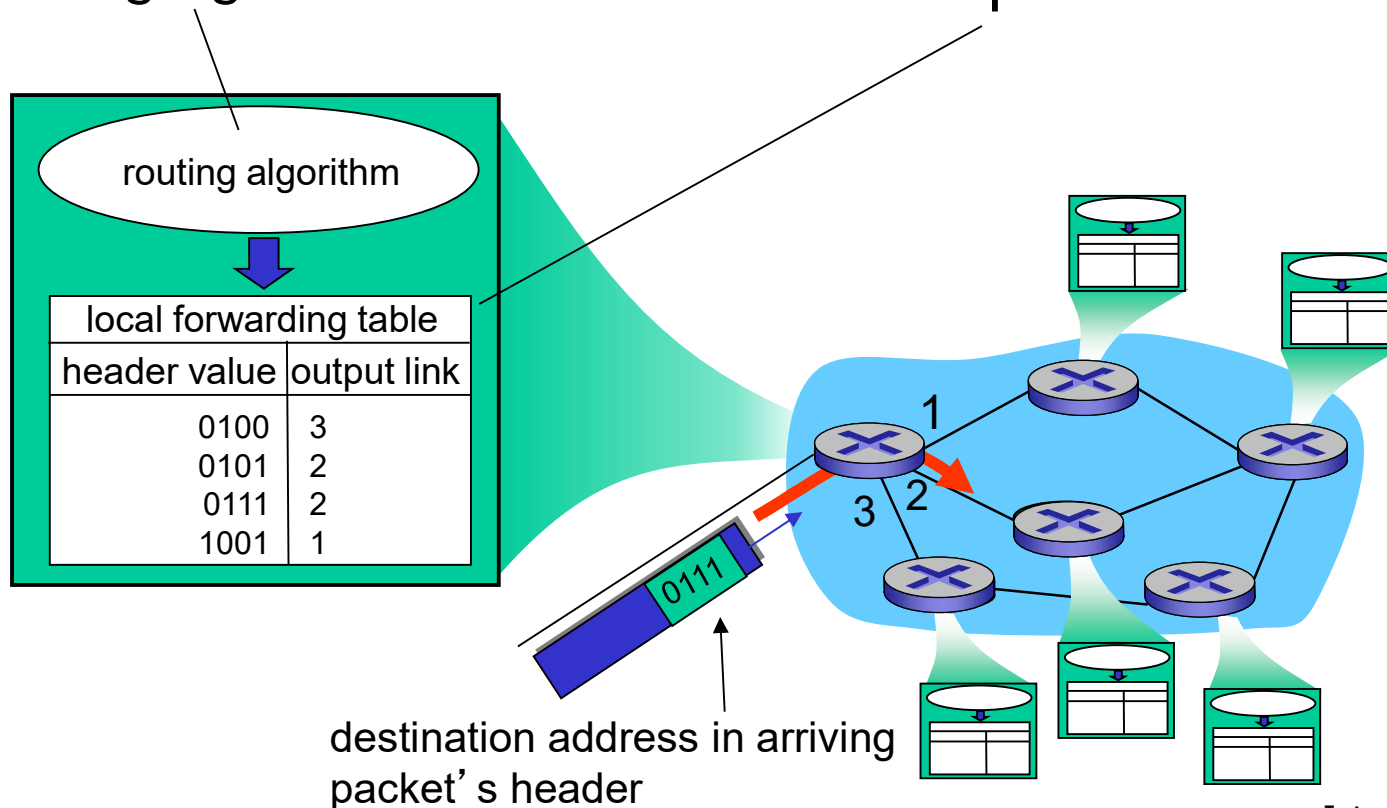 routing algorithm
local forwarding table
header value output link
0100 3
0101 2
0111 2
1001 1
1
2
3
0111
destination address in arriving
packet’s header